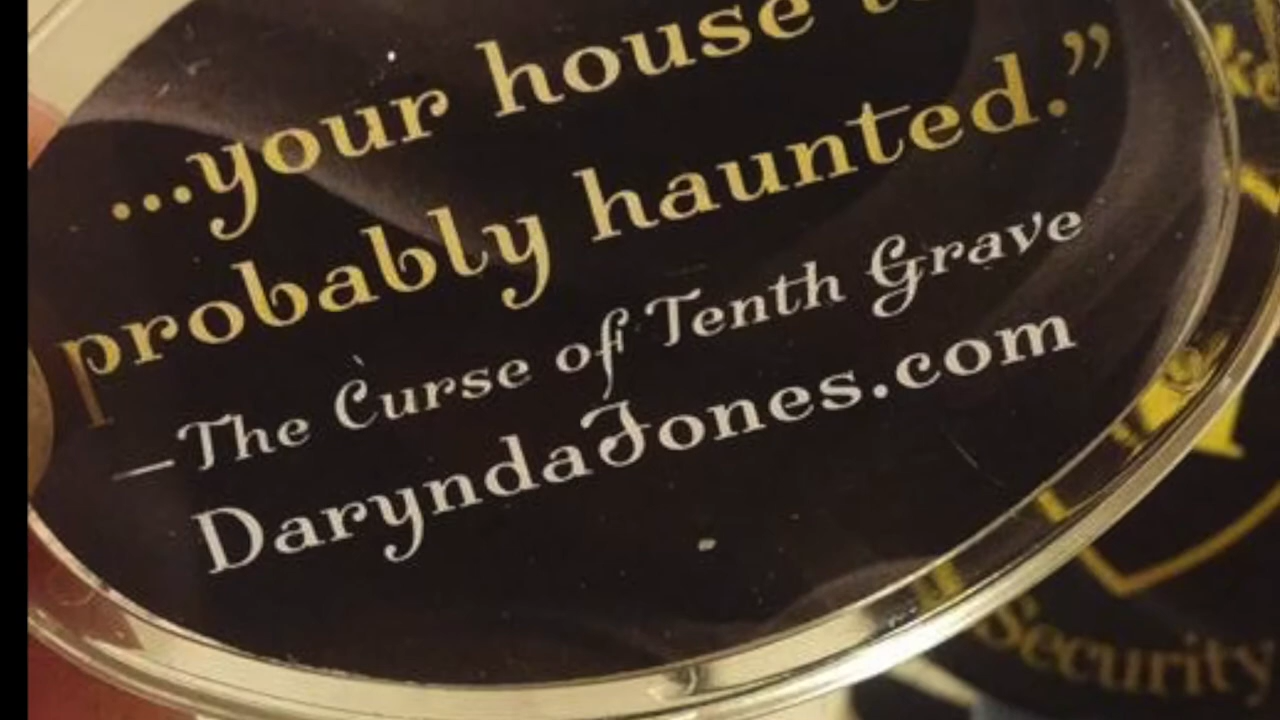 ...your house
probably haunted.”
—The Curse of Tenth Grave
DaryndaJones.com
Security